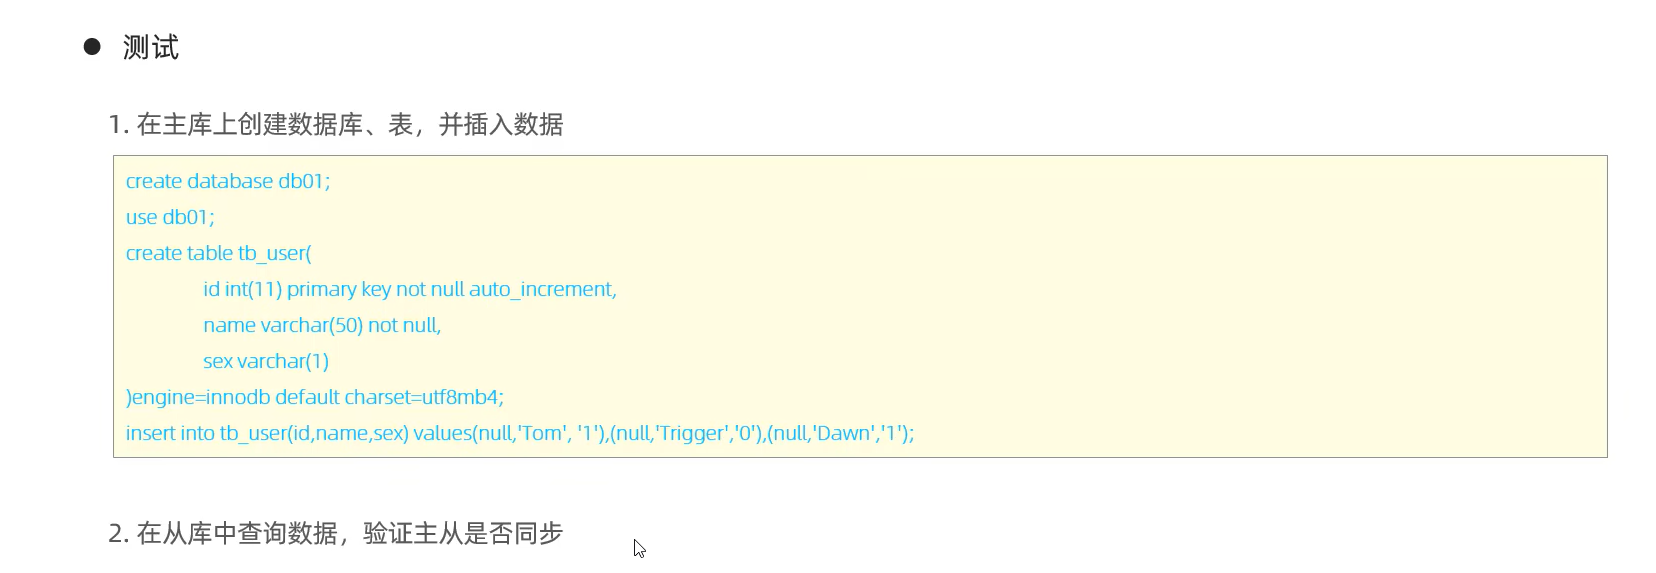 ● 测试
1. 在主库上创建数据库、表，并插入数据
create database db01;
use db01;
create table tb_user(
id int(11) primary key not null auto_increment,
name varchar(50) not null,
sex varchar(1)
)engine=innodb default charset=utf8mb4;
insert into tb_user(id,name,sex) values(null,'Tom', '1'),(null,'Trigger','0'),(null,'Dawn','1');
2. 在从库中查询数据，验证主从是否同步